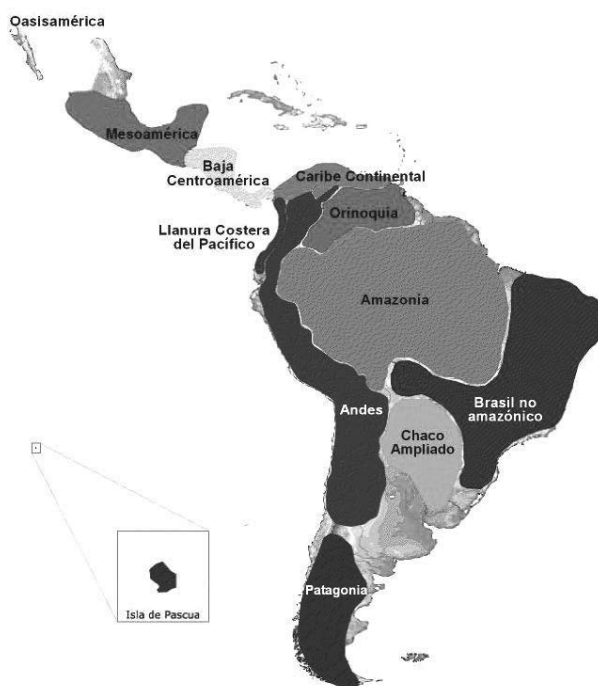 Oasisamérica
Mesoamérica
Baja
Centroamérica
Caribe Continental
Orinoquia
Llanura Costera
del Pacífico
Amazonia
Andes
Brasil no
amazónico
Chaco
Ampliado
Patagonia
Isla de Pascua